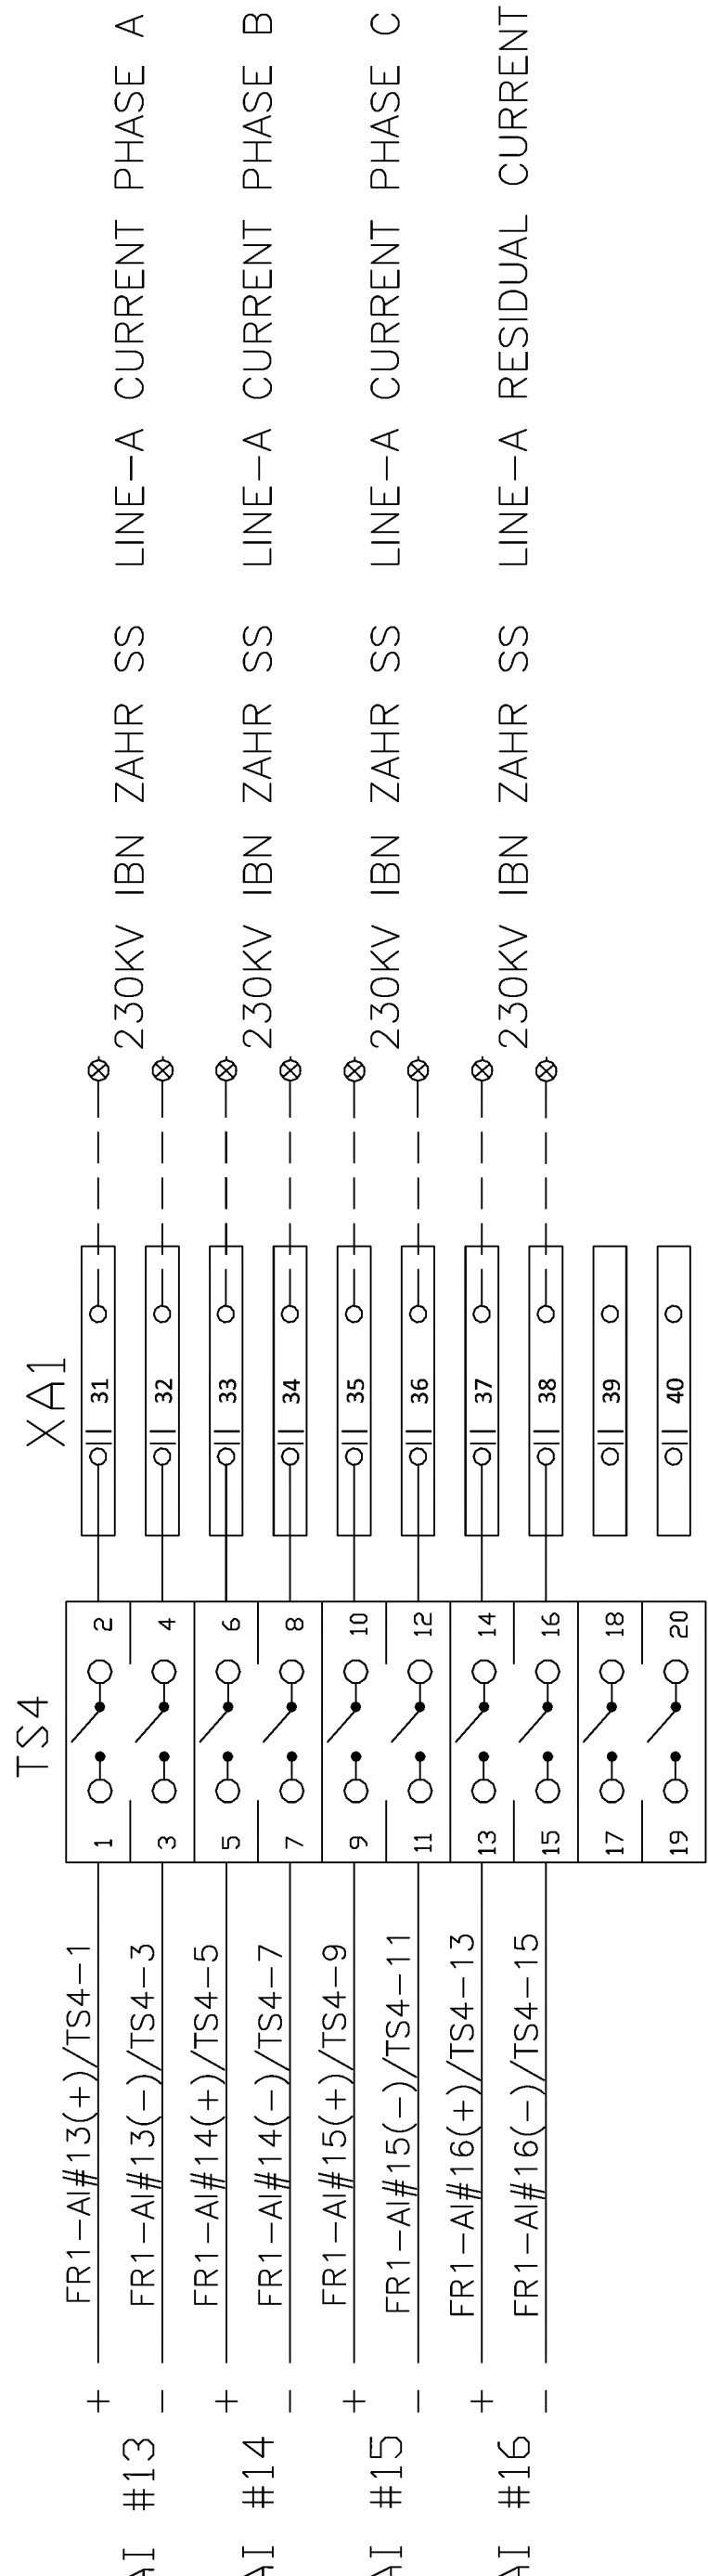 230KV IBN ZAHR SS LINE-A CURRENT PHASE A
230KV IBN ZAHR SS LINE-A CURRENT PHASE B
230KV IBN ZAHR SS LINE-A CURRENT PHASE C
230KV IBN ZAHR SS LINE-A RESIDUAL CURRENT
XA1
31
32
33
34
35
36
37
38
39
40
TS4
2
4
6
8
10
12
14
16
18
20
1
3
5
7
9
11
13
15
17
19
FR1-AI#13(+)/TS4-1
FR1-AI#13(-)/TS4-3
FR1-AI#14(+)/TS4-5
FR1-AI#14(-)/TS4-7
FR1-AI#15(+)/TS4-9
FR1-AI#15(-)/TS4-11
FR1-AI#16(+)/TS4-13
FR1-AI#16(-)/TS4-15
+
-
+
-
+
-
+
-
AI #13
AI #14
AI #15
AI #16